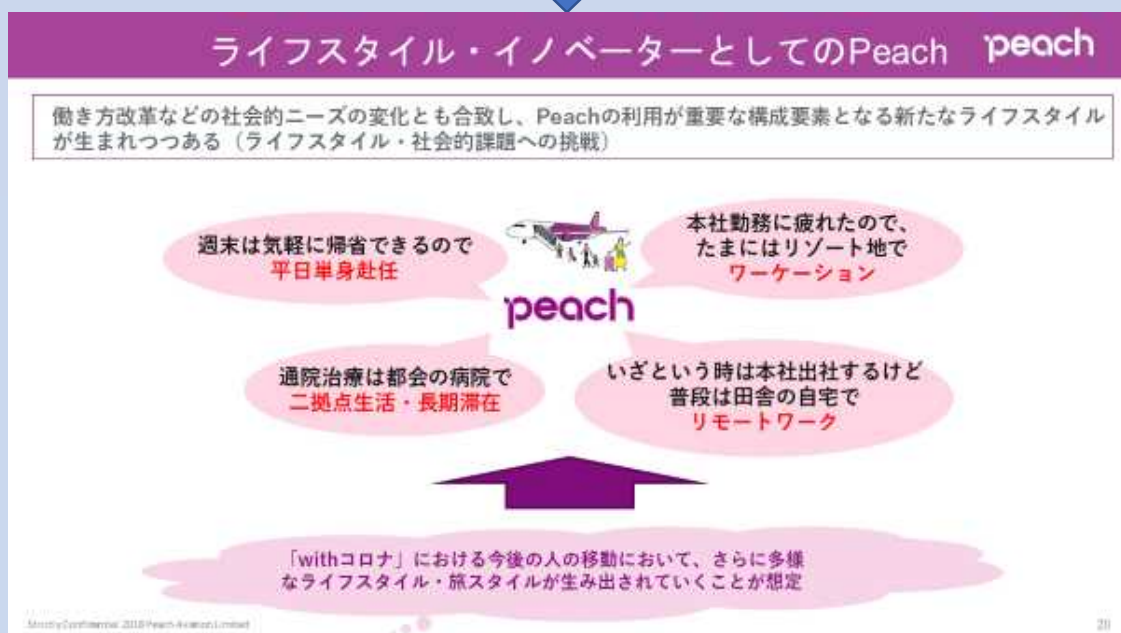 ライフスタイル・イノベーターとしてのPeach
peach
働き方改革などの社会的ニーズの変化とも合致し、Peachの利用が重要な構成要素となる新たなライフスタイル
が生まれつつある（ライフスタイル・社会的課題への挑戦）
週末は気軽に帰省できるので
平日単身赴任
本社勤務に疲れたので、
たまにはリゾート地で
ワーケーション
peach
通院治療は都会の病院で
二拠点生活・長期滞在
いざという時は本社出社するけど
普段は田舎の自宅で
リモートワーク
「withコロナ」における今後の人の移動において、さらに多様
なライフスタイル・旅スタイルが生み出されていくことが想定
Strictly Confidential 2018 Peach Aviation Limited
20